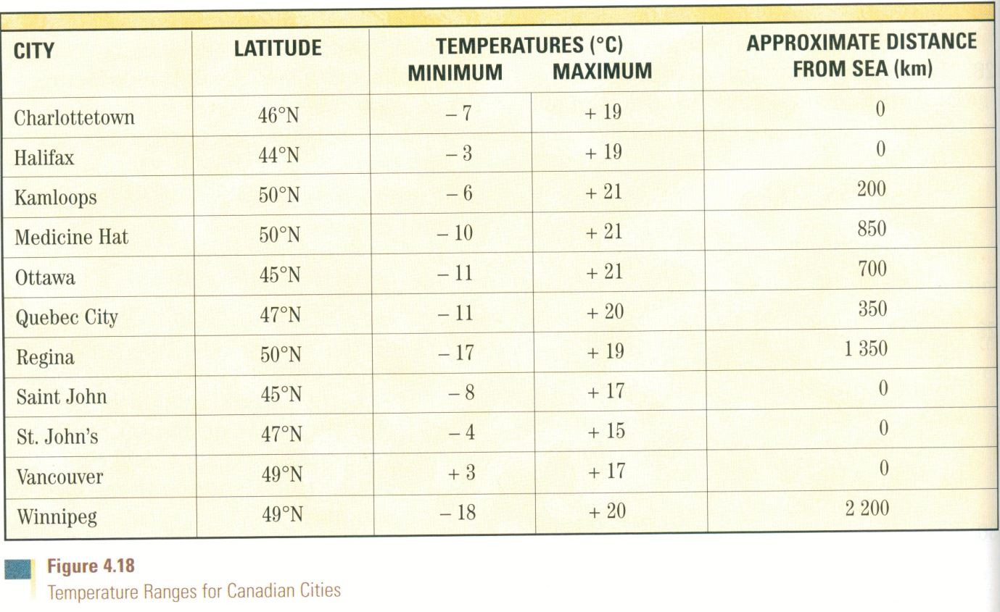 CITY LATITUDE TEMPERATURES (°C) APPROXIMATE DISTANCE
MINIMUM MAXIMUM FROM SEA (km)
Charlottetown 46°N – 7 + 19 0
Halifax 44°N – 3 + 19 0
Kamloops 50°N – 6 + 21 200
Medicine Hat 50°N – 10 + 21 850
Ottawa 45°N – 11 + 21 700
Quebec City 47°N – 11 + 20 350
Regina 50°N – 17 + 19 1 350
Saint John 45°N – 8 + 17 0
St. John's 47°N – 4 + 15 0
Vancouver 49°N + 3 + 17 0
Winnipeg 49°N – 18 + 20 2 200
Figure 4.18
Temperature Ranges for Canadian Cities